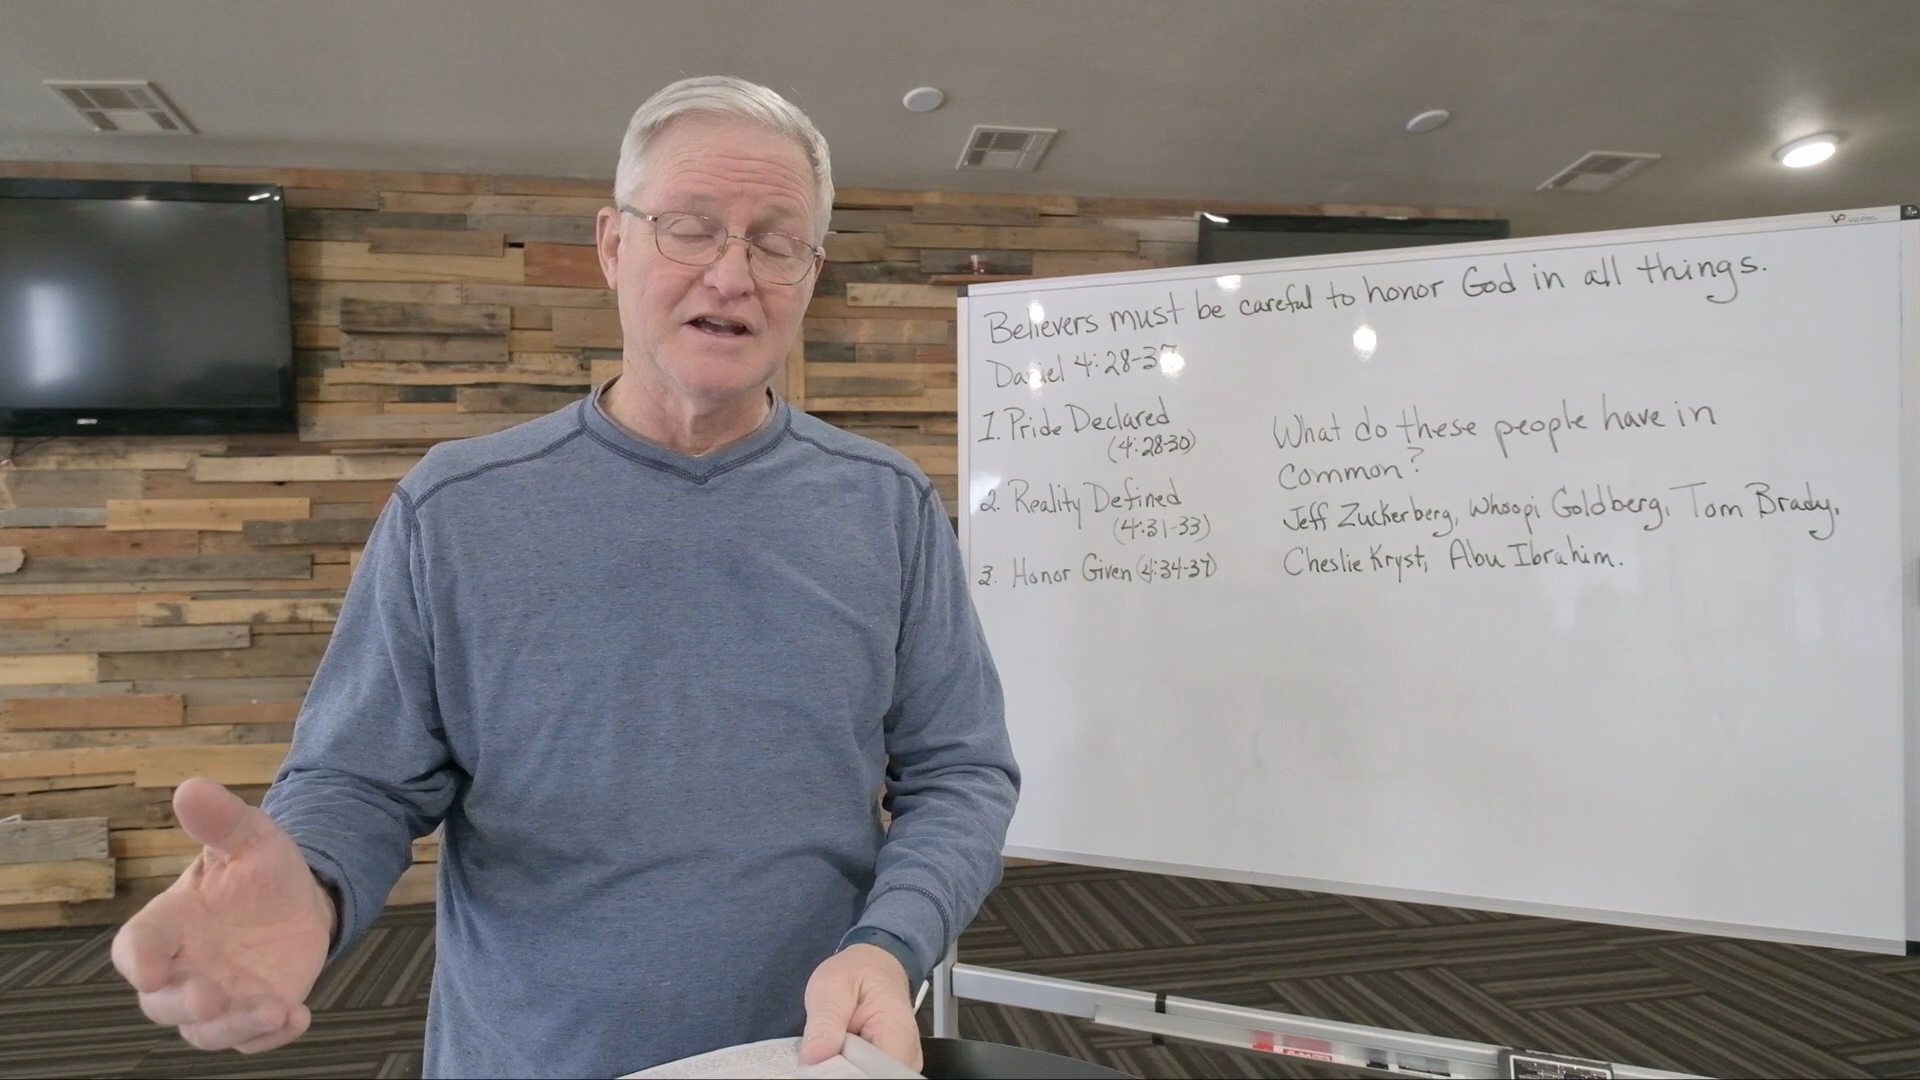 Believers must be careful to honor God in all things.
Daniel 4:28-37
1. Pride Declared
(4:28-30)
2. Reality Defined
(4:31-33)
3. Honor Given (4:34-37)
What do these people have in
common?
Jeff Zuckerberg, Whoopi Goldberg, Tom Brady,
Cheslie Kryst, Abu Ibrahim.